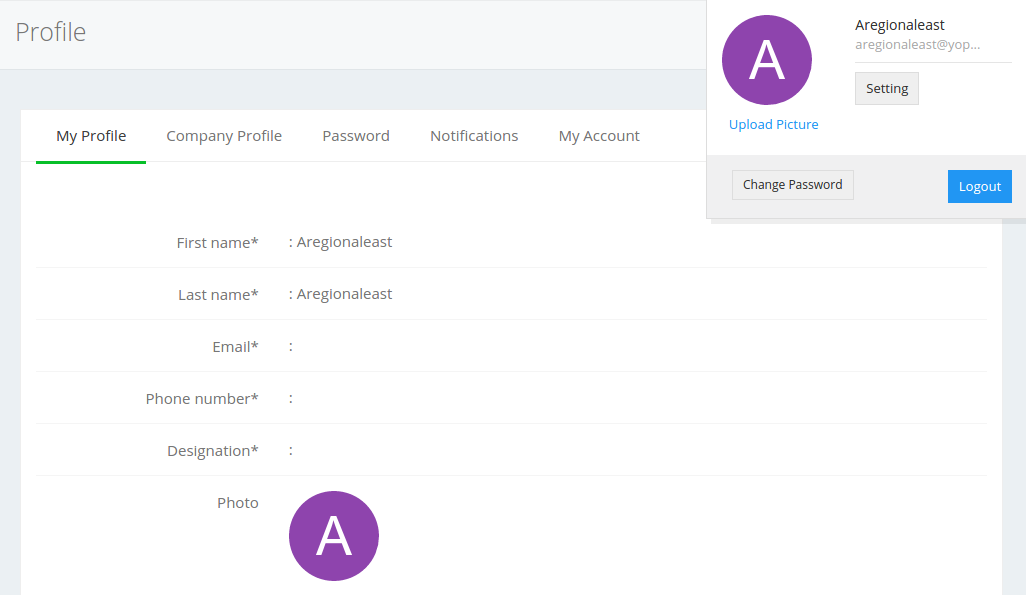 Profile
A
Aregionaleast
aregionaleast@yop...
Setting
Upload Picture
Change Password
Logout
My Profile
Company Profile
Password
Notifications
My Account
First name* : Aregionaleast
Last name* : Aregionaleast
Email* :
Phone number* :
Designation* :
Photo
A